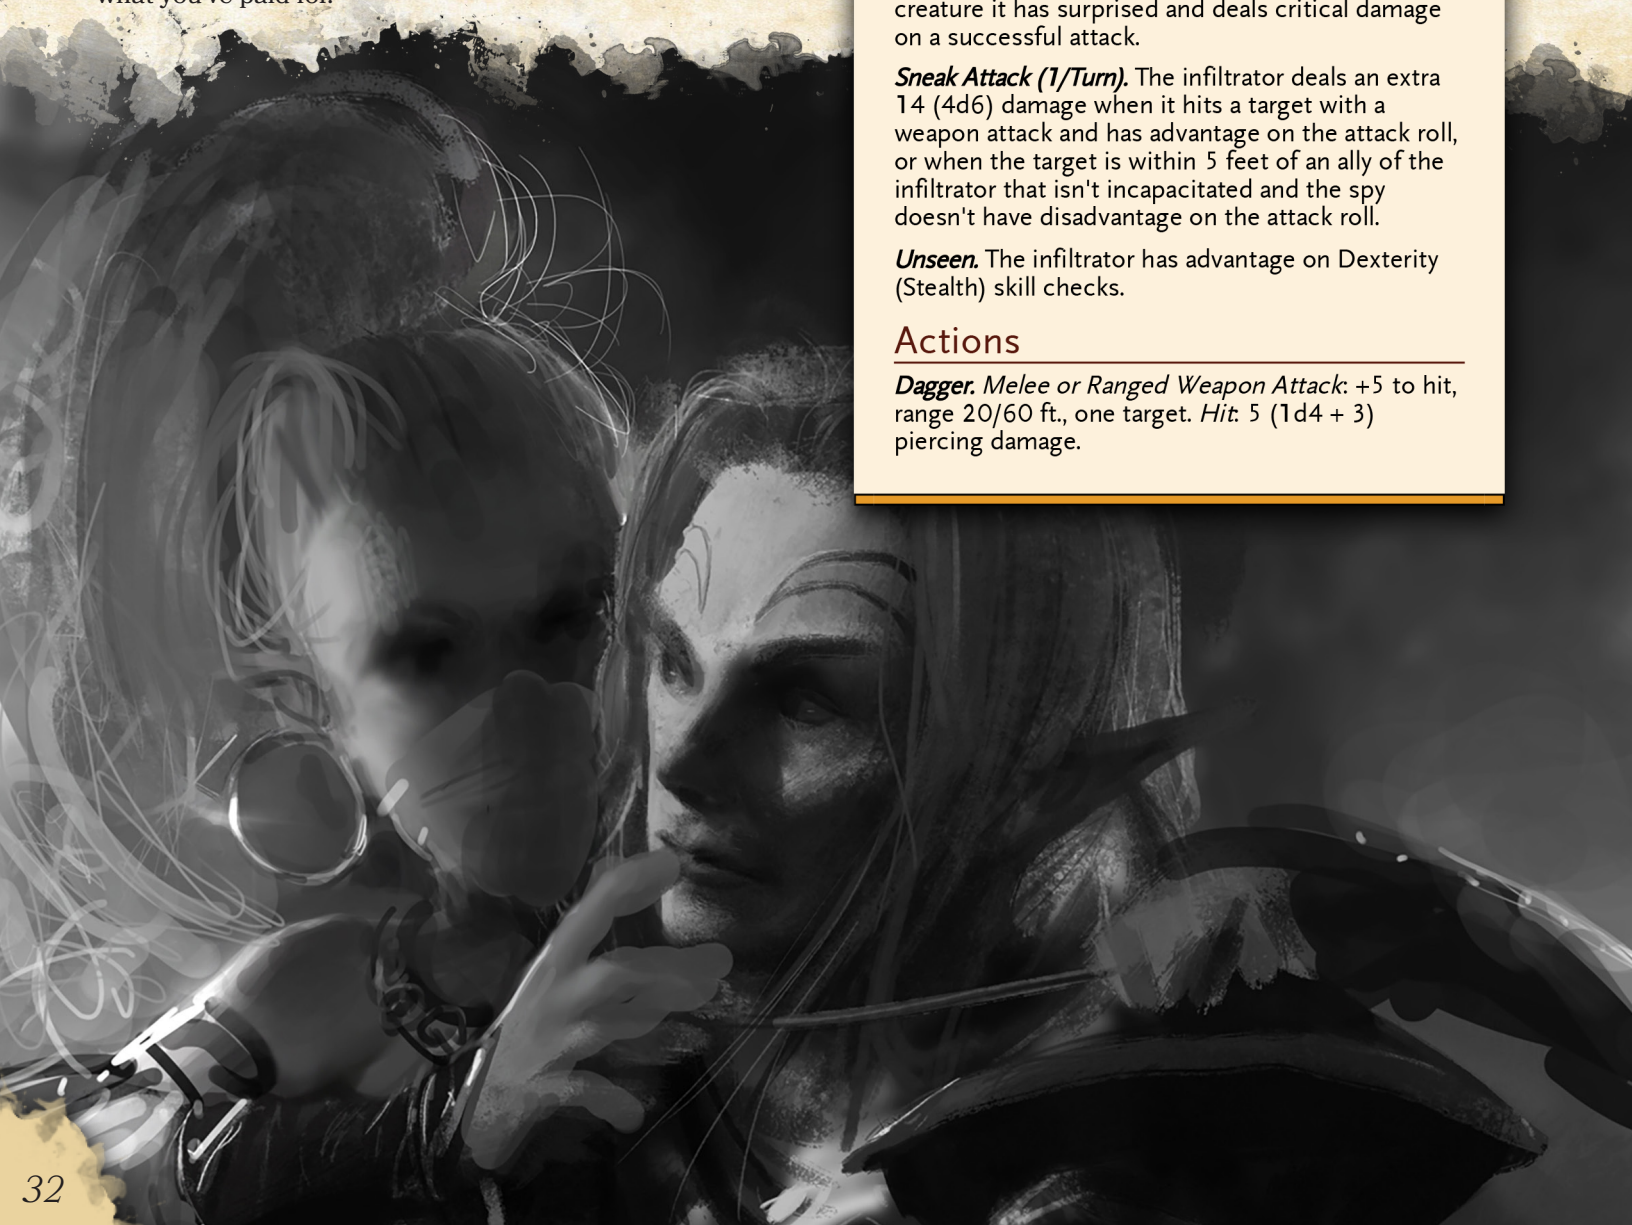 what you've paid for.
creature it has surprised and deals critical damage
on a successful attack.
Sneak Attack (1/Turn). The infiltrator deals an extra
14 (4d6) damage when it hits a target with a
weapon attack and has advantage on the attack roll,
or when the target is within 5 feet of an ally of the
infiltrator that isn't incapacitated and the spy
doesn't have disadvantage on the attack roll.
Unseen. The infiltrator has advantage on Dexterity
(Stealth) skill checks.
Actions
Dagger. Melee or Ranged Weapon Attack: +5 to hit,
range 20/60 ft., one target. Hit: 5 (1d4 + 3)
piercing damage.
32